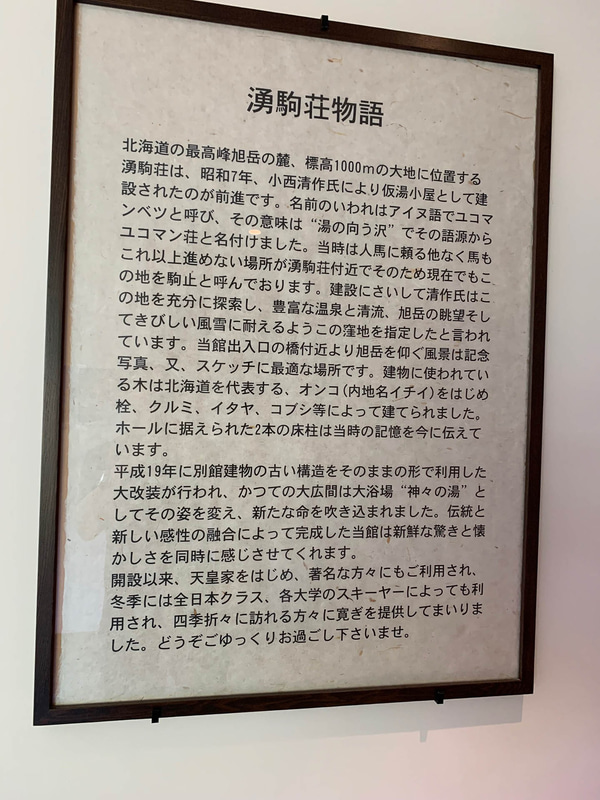 湧駒荘物語
北海道の最高峰旭岳の麓、標高1000mの大地に位置する
湧駒荘は、昭和7年、小西清作氏により仮湯小屋として建
設されたのが前進です。名前のいわれはアイヌ語でユコマ
ンベツと呼び、その意味は“湯の向う沢”でその語源から
ユコマン荘と名付けました。当時は人馬に頼る他なく馬も
これ以上進めない場所が湧駒荘付近でそのため現在でもこ
の地を駒止と呼んでおります。建設にさいして清作氏はこ
の地を充分に探索し、豊富な温泉と清流、旭岳の眺望そし
てきびしい風雪に耐えるようこの窪地を指定したと言われ
ています。当館出入口の橋付近より旭岳を仰ぐ風景は記念
写真、又、スケッチに最適な場所です。建物に使われてい
る木は北海道を代表する、オンコ(内地名イチイ)をはじめ
栓、クルミ、イタヤ、コブシ等によって建てられました。
ホールに据えられた2本の床柱は当時の記憶を今に伝えて
います。
平成19年に別館建物の古い構造をそのままの形で利用した
大改装が行われ、かつての大広間は大浴場“神々の湯”と
してその姿を変え、新たな命を吹き込まれました。伝統と
新しい感性の融合によって完成した当館は新鮮な驚きと懐
かしさを同時に感じさせてくれます。
開設以来、天皇家をはじめ、著名な方々にもご利用され、
冬季には全日本クラス、各大学のスキーヤーによっても利
用され、四季折々に訪れる方々に寛ぎを提供してまいりま
した。どうぞごゆっくりお過ごし下さいませ。